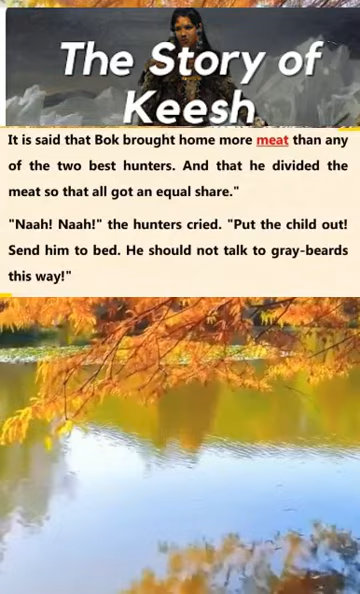 The Story of
Keesh
It is said that Bok brought home more meat than any
of the two best hunters. And that he divided the
meat so that all got an equal share."
"Naah! Naah!" the hunters cried. "Put the child out!
Send him to bed. He should not talk to gray-beards
this way!"